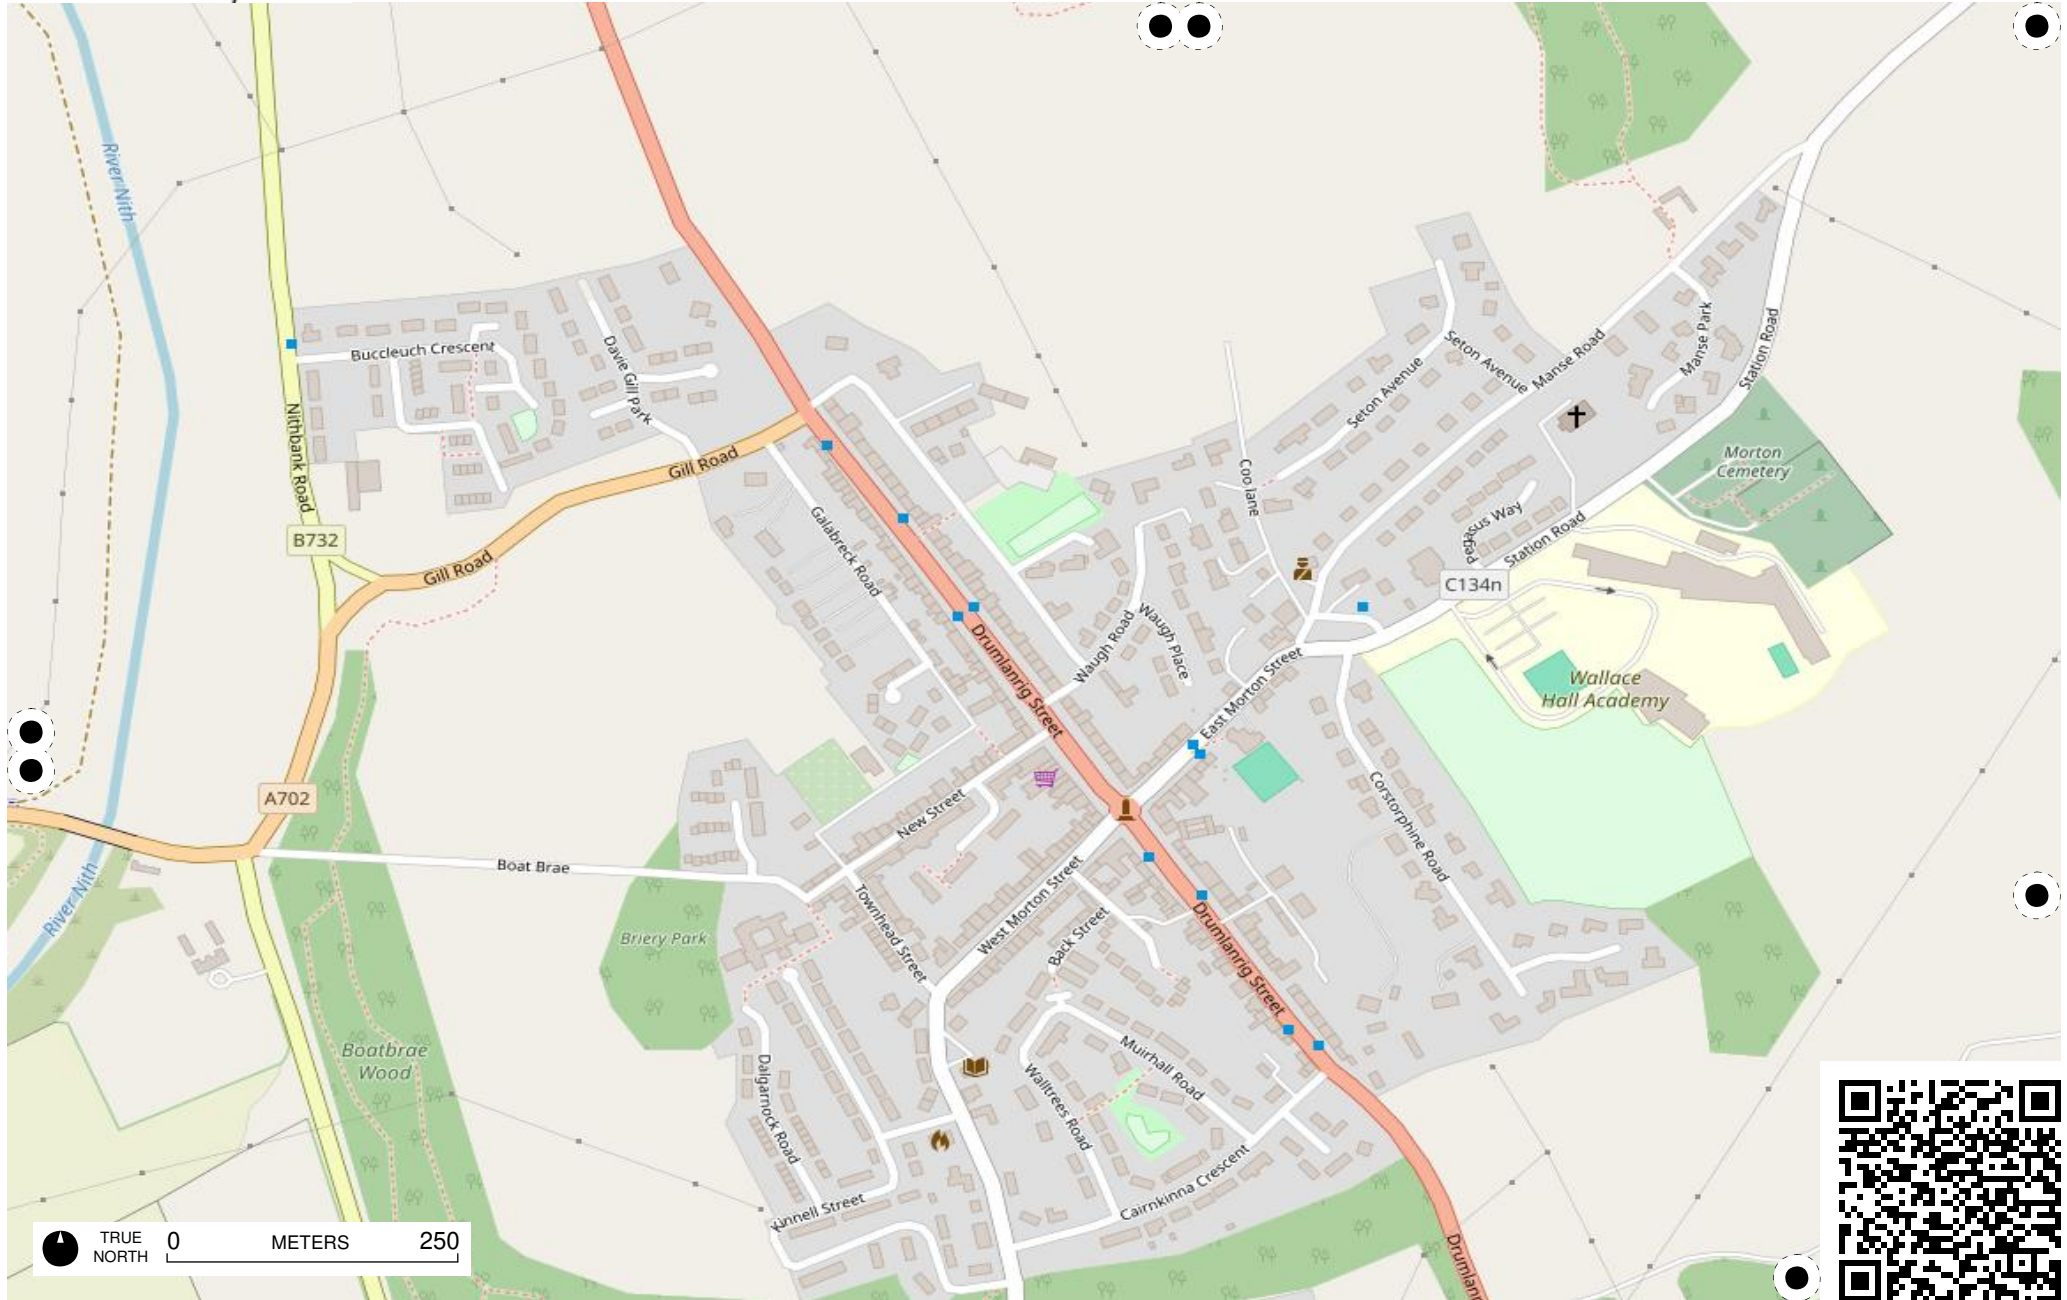 River Nith
Buccleuch Crescent
Davie Gill Park
Nithbank Road
Gill Road
B732
Gill Road
Galabreck Road
Drumlanrig Street
Waugh Road
Waugh Place
Coo lane
Seton Avenue
Seton Avenue
Manse Road
Manse Park
Station Road
Morton
Cemetery
Pegasus Way
Station Road
C134n
Wallace
Hall Academy
East Morton Street
Corstorphine Road
A702
New Street
Boat Brae
River Nith
Townhead Street
West Morton Street
Back Street
Briery Park
Drumlanrig Street
Boatbrae
Wood
Muirhall Road
Walltrees Road
Dalgarnock Road
Cairnkinna Crescent
TRUE
NORTH
0 METERS 250